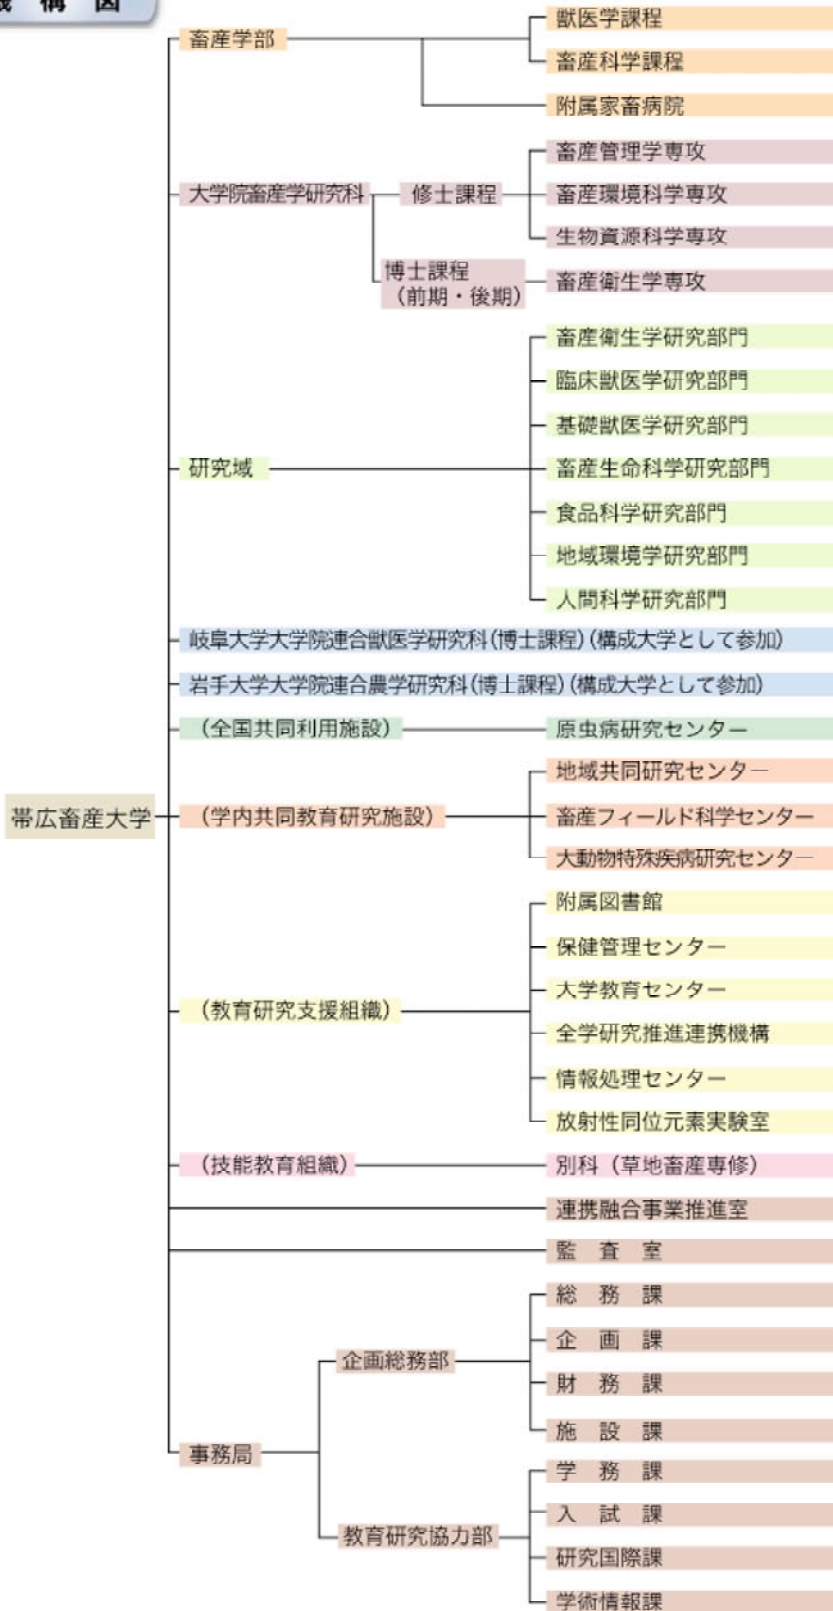 機 構 図
畜産学部
獣医学課程
畜産科学課程
附属家畜病院
大学院畜産学研究科
修士課程
畜産管理学専攻
畜産環境科学専攻
生物資源科学専攻
博士課程
（前期・後期）
畜産衛生学専攻
研究域
畜産衛生学研究部門
臨床獣医学研究部門
基礎獣医学研究部門
畜産生命科学研究部門
食品科学研究部門
地域環境学研究部門
人間科学研究部門
岐阜大学大学院連合獣医学研究科(博士課程)(構成大学として参加)
岩手大学大学院連合農学研究科(博士課程)(構成大学として参加)
（全国共同利用施設）
原虫病研究センター
帯広畜産大学
（学内共同教育研究施設）
地域共同研究センター
畜産フィールド科学センター
大動物特殊疾病研究センター
（教育研究支援組織）
附属図書館
保健管理センター
大学教育センター
全学研究推進連携機構
情報処理センター
放射性同位元素実験室
（技能教育組織）
別科（草地畜産専修）
連携融合事業推進室
監 査 室
事務局
企画総務部
総 務 課
企 画 課
財 務 課
施 設 課
教育研究協力部
学 務 課
入 試 課
研究国際課
学術情報課